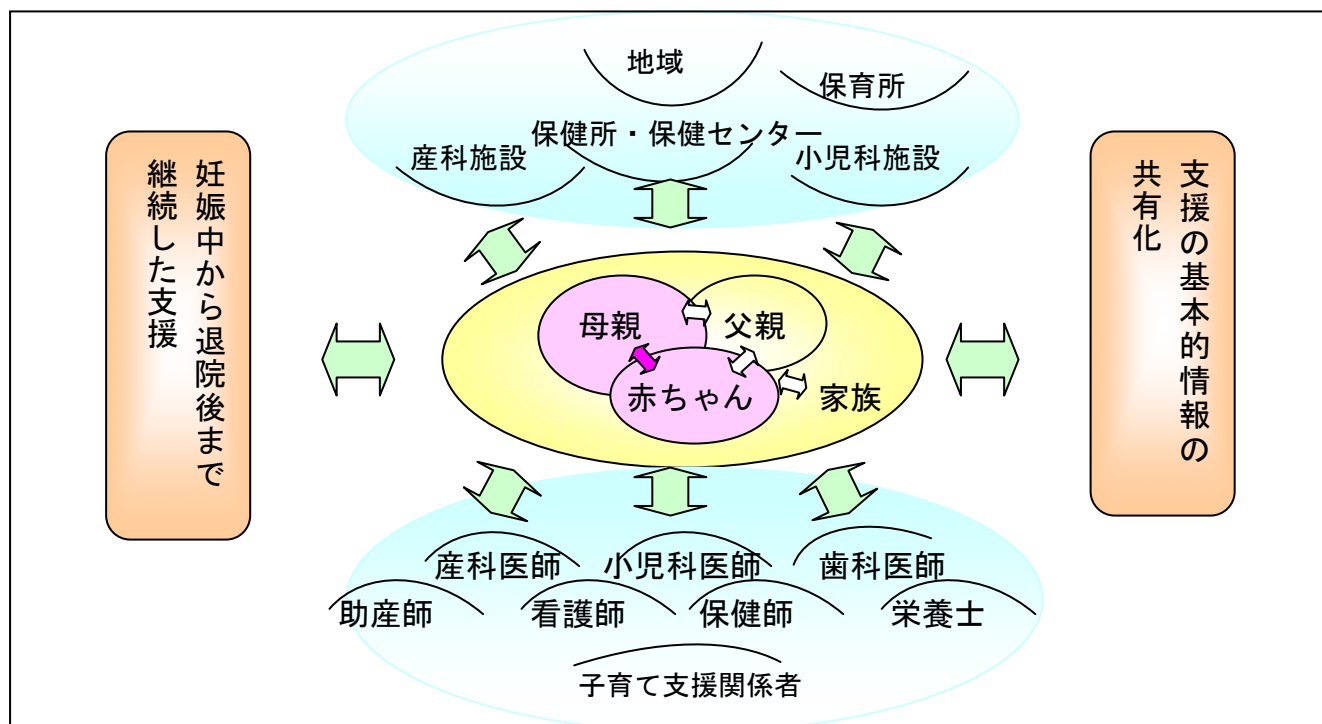 地域
保育所
保健所・保健センター
産科施設
小児科施設
妊娠中から退院後まで
継続した支援
支援の基本的情報の
共有化
母親
父親
赤ちゃん
家族
産科医師
小児科医師
歯科医師
助産師
看護師
保健師
栄養士
子育て支援関係者